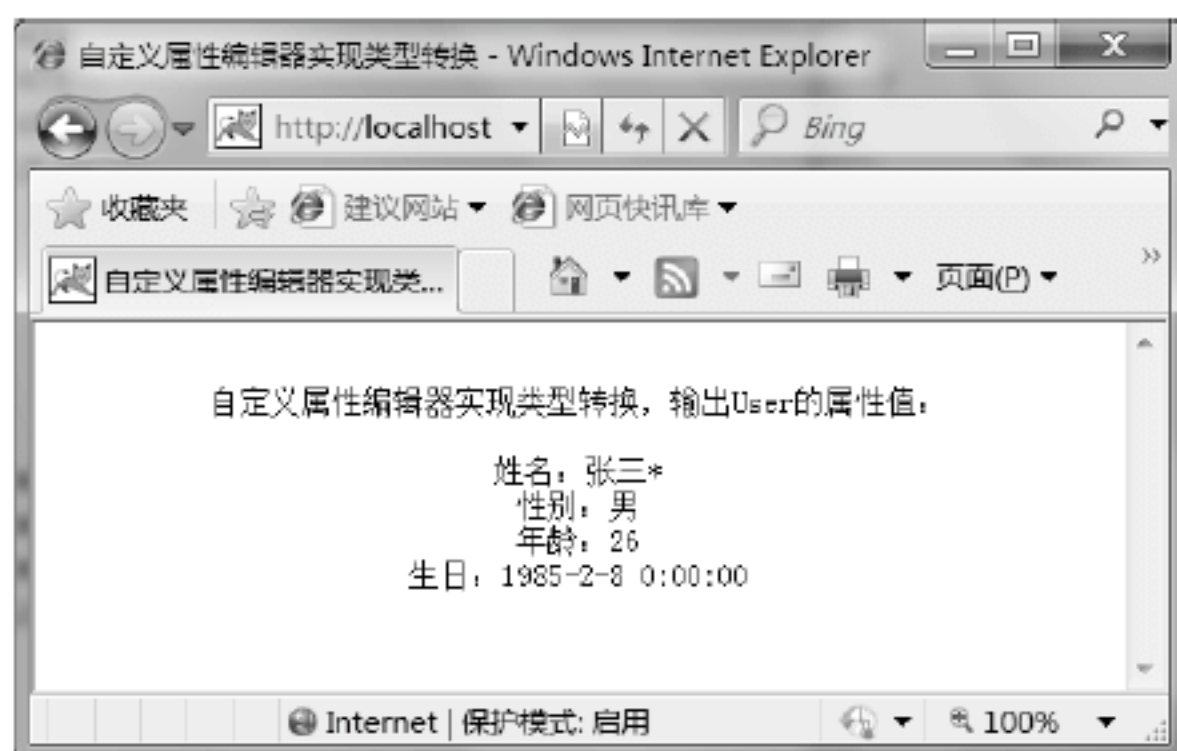 自定义属性编辑器实现类型转换 - Windows Internet Explorer
http://localhost
Bing
收藏夹
建议网站
网页快讯库
自定义属性编辑器实现类...
页面(P)
自定义属性编辑器实现类型转换，输出User的属性值：
姓名：张三*
性别：男
年龄：26
生日：1985-2-8 0:00:00
Internet | 保护模式: 启用
100%